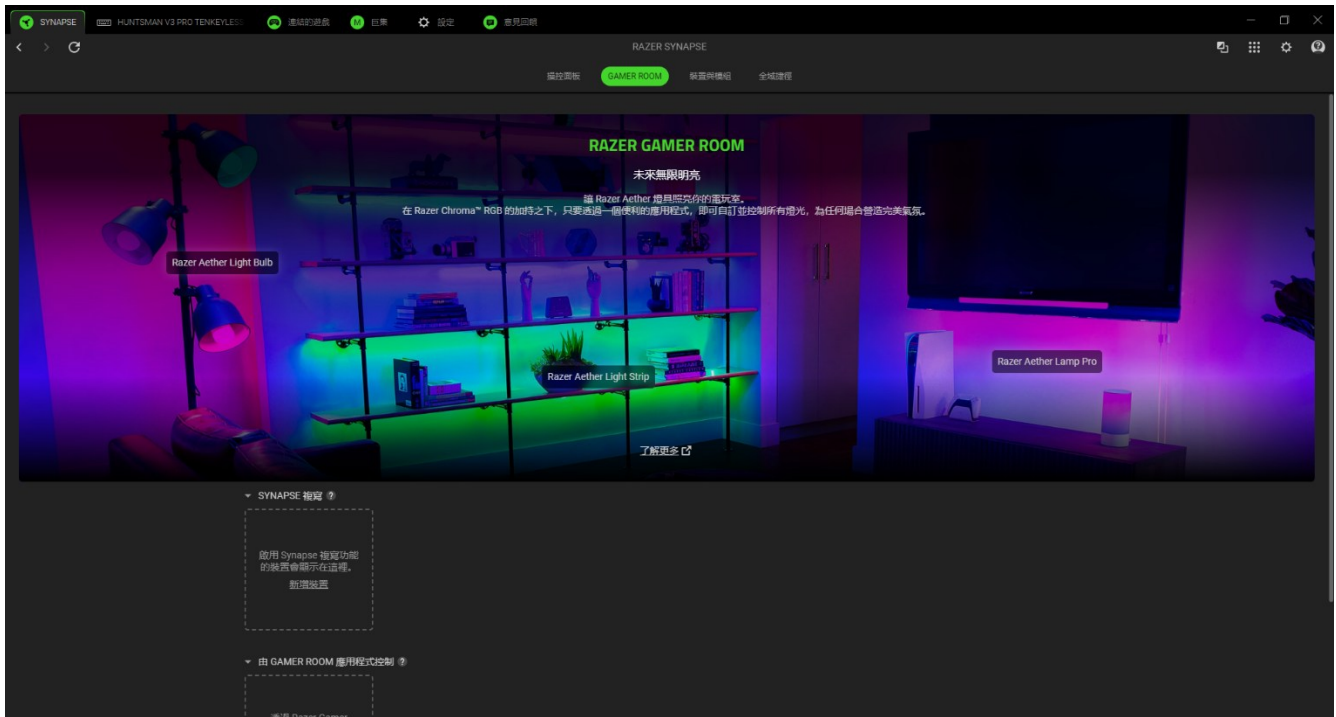 SYNAPSE
HUNTSMAN V3 PRO TENKEYLESS
連結的遊戲
巨集
設定
意見回饋
RAZER SYNAPSE
操控面板
GAMER ROOM
裝置與模組
全域捷徑
RAZER GAMER ROOM
未來無限明亮
讓 Razer Aether 燈具照亮你的電玩室。
在 Razer Chroma™ RGB 的加持之下，只要透過一個便利的應用程式，即可自訂並控制所有燈光，為任何場合營造完美氣氛。
Razer Aether Light Bulb
Razer Aether Light Strip
Razer Aether Lamp Pro
了解更多
SYNAPSE 複寫 ?
啟用 Synapse 複寫功能
的裝置會顯示在這裡。
新增裝置
由 GAMER ROOM 應用程式控制 ?
透過 Razer Gamer